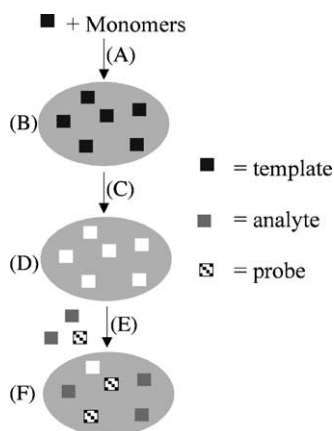 + Monomers
(A)
(B)
(C)
(D)
(E)
(F)
= template
= analyte
= probe